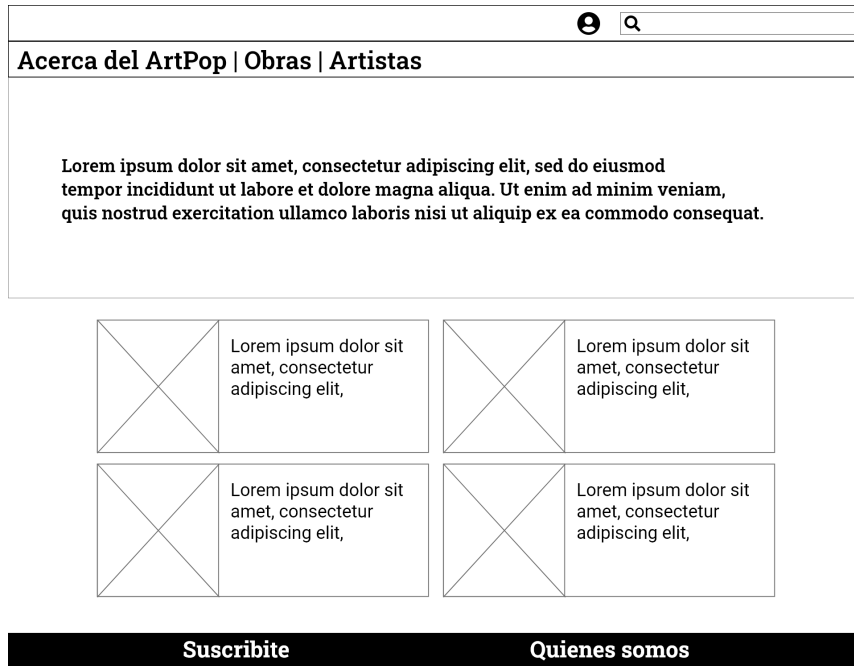 Acerca del ArtPop | Obras | Artistas
Lorem ipsum dolor sit amet, consectetur adipiscing elit, sed do eiusmod
tempor incididunt ut labore et dolore magna aliqua. Ut enim ad minim veniam,
quis nostrud exercitation ullamco laboris nisi ut aliquip ex ea commodo consequat.
Lorem ipsum dolor sit
amet, consectetur
adipiscing elit,
Lorem ipsum dolor sit
amet, consectetur
adipiscing elit,
Lorem ipsum dolor sit
amet, consectetur
adipiscing elit,
Lorem ipsum dolor sit
amet, consectetur
adipiscing elit,
Suscribite
Quienes somos